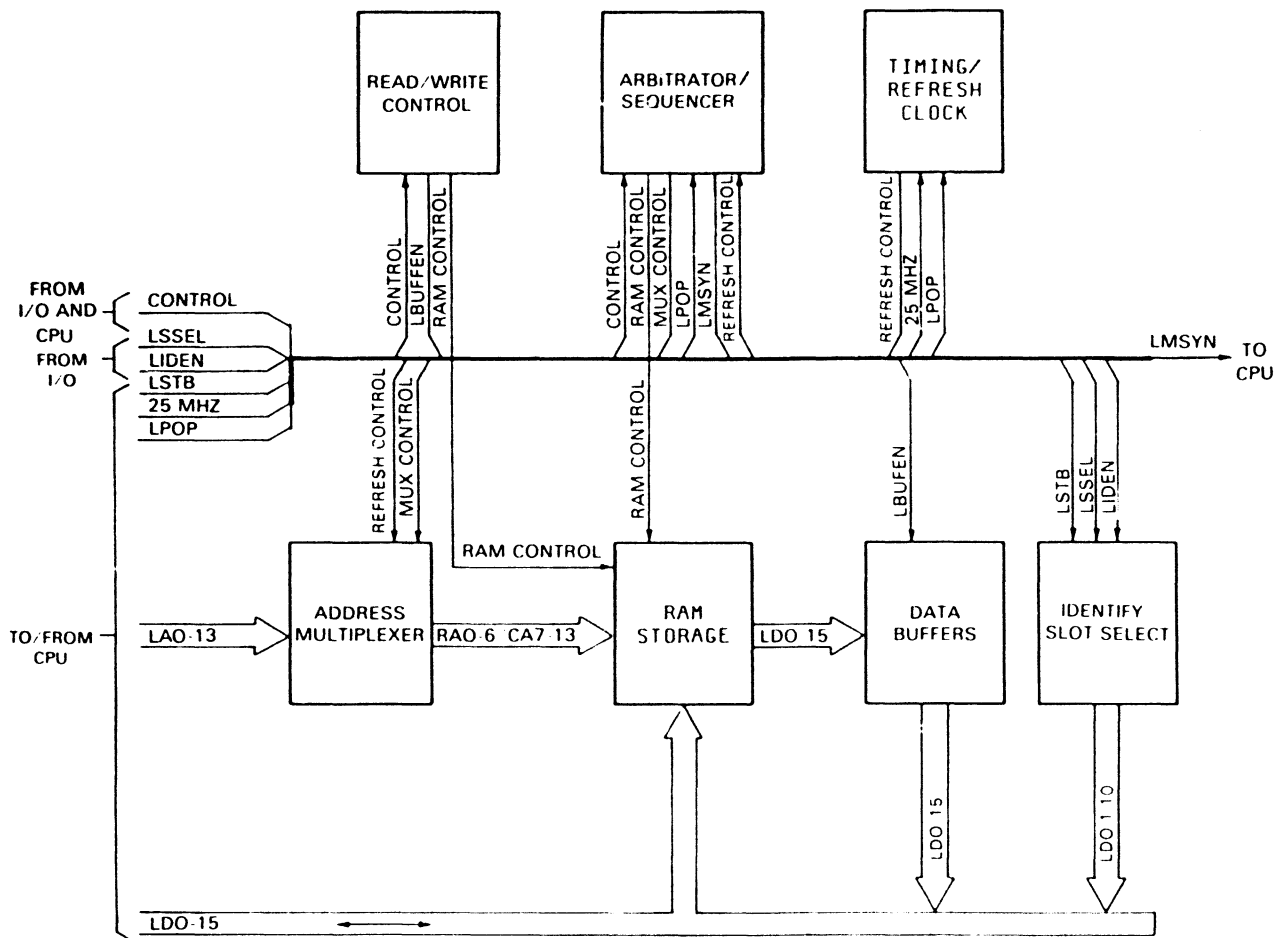 READ/WRITE
CONTROL
ARBITRATOR/
SEQUENCER
TIMING/
REFRESH
CLOCK
CONTROL
LBUFFEN
RAM CONTROL
CONTROL
RAM CONTROL
MUX CONTROL
LPOP
LMSYN
REFRESH CONTROL
REFRESH CONTROL
25 MHZ
LPOP
FROM
I/O AND
CPU
FROM
I/O
CONTROL
LSSEL
LIDEN
LSTB
25 MHZ
LPOP
LMSYN
TO
CPU
REFRESH CONTROL
MUX CONTROL
RAM CONTROL
LBUFEN
LSTB
LSSEL
LIDEN
RAM CONTROL
TO/FROM
CPU
LAO-13
ADDRESS
MULTIPLEXER
RAO-6 CA7-13
RAM
STORAGE
LDO 15
DATA
BUFFERS
IDENTIFY
SLOT SELECT
LDO 15
LDO 1 10
LDO-15